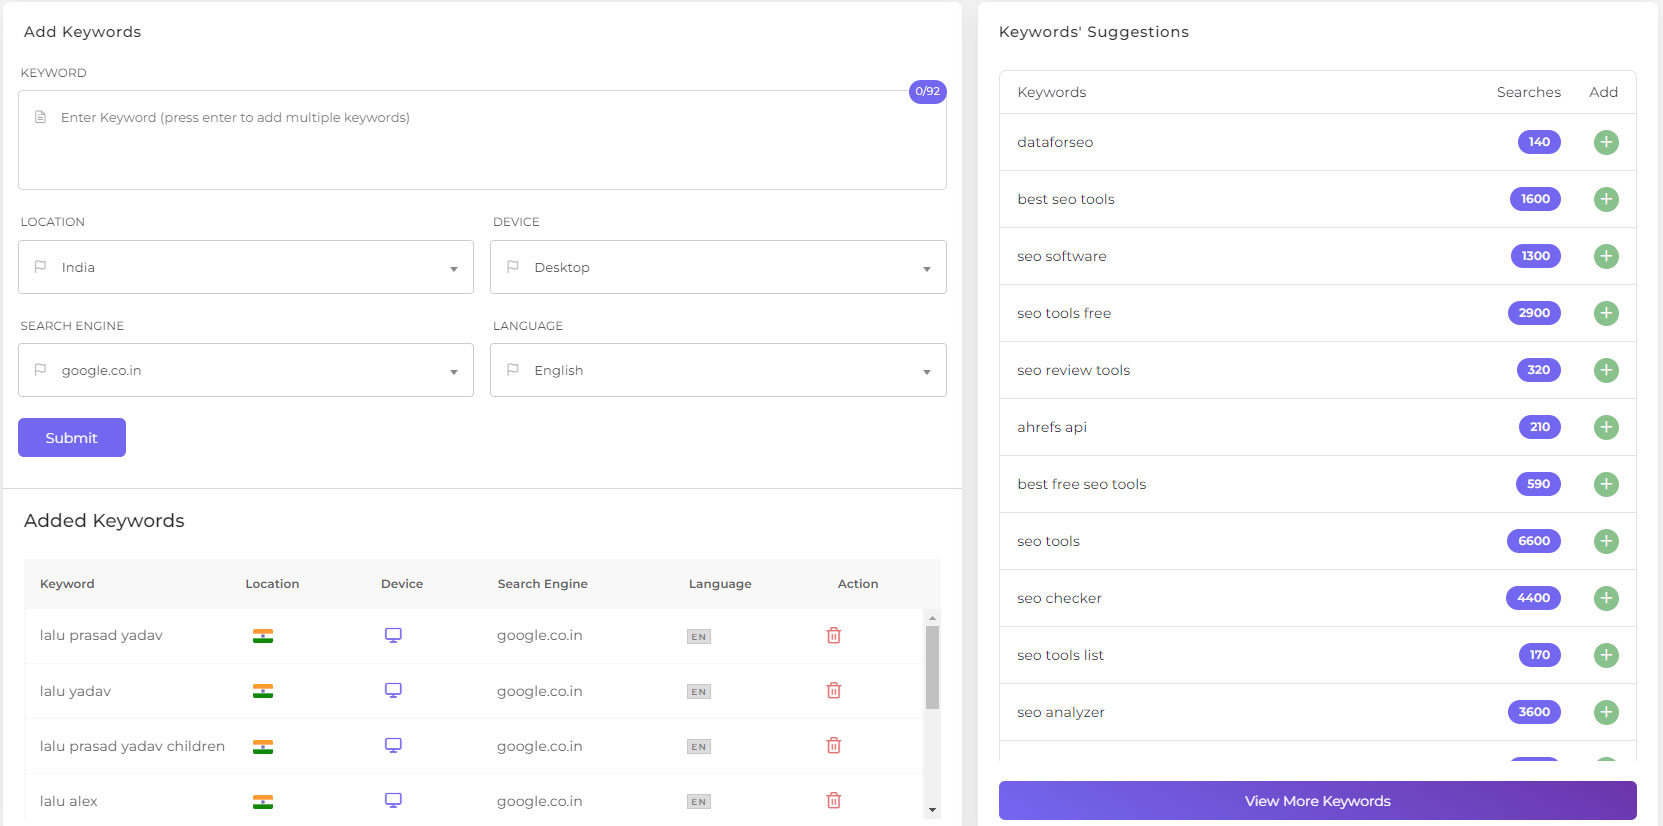 Add Keywords
KEYWORD
0/92
Enter Keyword (press enter to add multiple keywords)
LOCATION
DEVICE
India
Desktop
SEARCH ENGINE
LANGUAGE
google.co.in
English
Submit
Added Keywords
Keyword Location Device Search Engine Language Action
lalu prasad yadav google.co.in EN
lalu yadav google.co.in EN
lalu prasad yadav children google.co.in EN
lalu alex google.co.in EN
Keywords' Suggestions
Keywords Searches Add
dataforseo 140
best seo tools 1600
seo software 1300
seo tools free 2900
seo review tools 320
ahrefs api 210
best free seo tools 590
seo tools 6600
seo checker 4400
seo tools list 170
seo analyzer 3600
View More Keywords